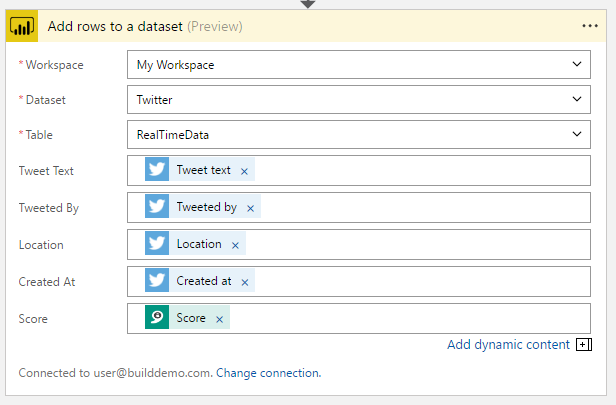 Add rows to a dataset (Preview) ...
* Workspace My Workspace
* Dataset Twitter
* Table RealTimeData
Tweet Text Tweet text ×
Tweeted By Tweeted by ×
Location Location ×
Created At Created at ×
Score Score ×
Add dynamic content
Connected to user@builddemo.com. Change connection.